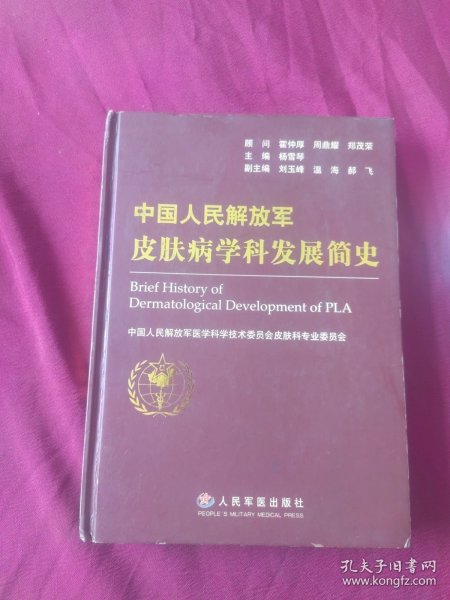 顾 问 霍仲厚 周鼎耀 郑茂荣
主 编 杨雪琴
副主编 刘玉峰 温 海 郝 飞
中国人民解放军
皮肤病学科发展简史
Brief History of
Dermatological Development of PLA
中国人民解放军医学科学技术委员会皮肤科专业委员会
人民军医出版社
PEOPLE'S MILITARY MEDICAL PRESS
孔夫子旧书网
www.kongfz.com